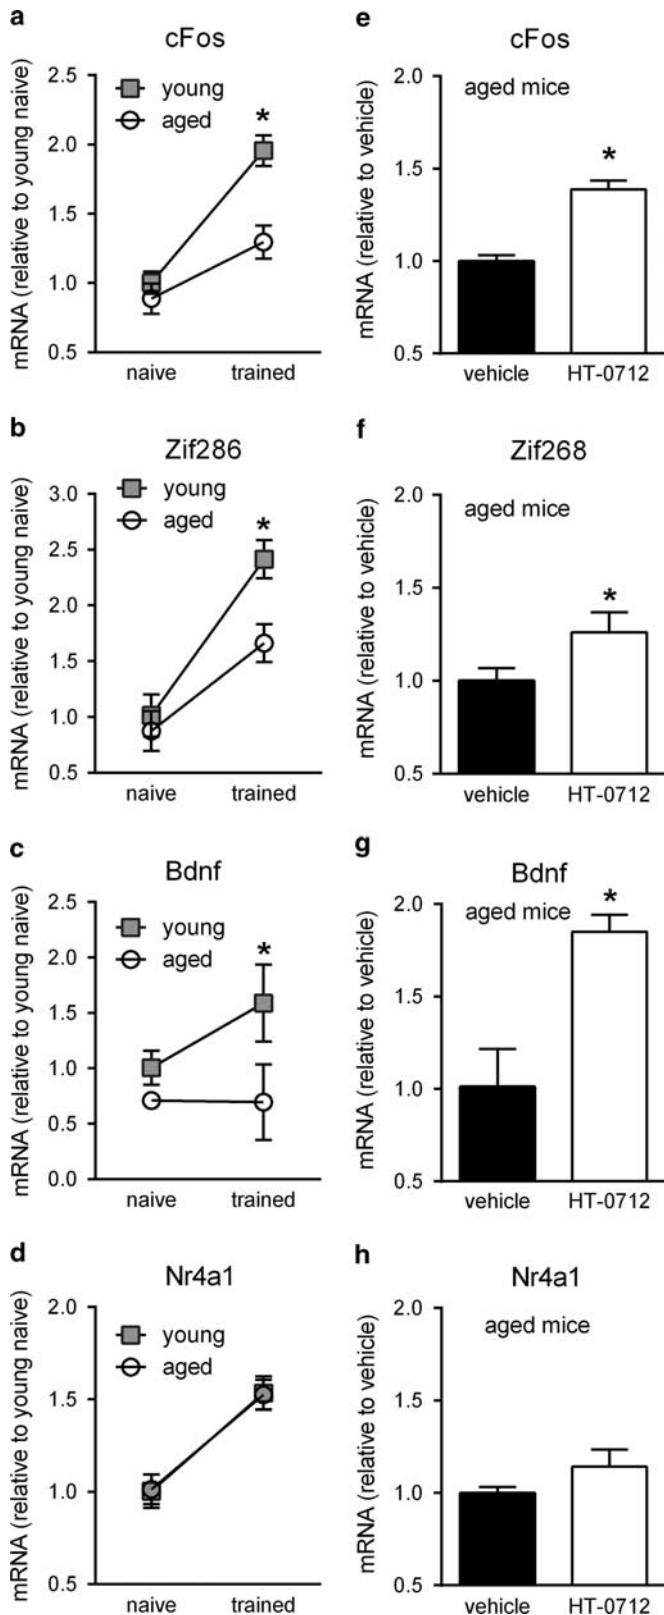 a
cFos
mRNA (relative to young naive)
2.5
2.0
1.5
1.0
0.5
young
aged
*
naive
trained
e
cFos
mRNA (relative to vehicle)
2.0
1.5
1.0
0.5
aged mice
*
vehicle
HT-0712
b
Zif286
mRNA (relative to young naive)
3.0
2.5
2.0
1.5
1.0
0.5
young
aged
*
naive
trained
f
Zif268
mRNA (relative to vehicle)
2.0
1.5
1.0
0.5
aged mice
*
vehicle
HT-0712
c
Bdnf
mRNA (relative to young naive)
2.5
2.0
1.5
1.0
0.5
0.0
young
aged
*
naive
trained
g
Bdnf
mRNA (relative to vehicle)
2.0
1.5
1.0
0.5
aged mice
*
vehicle
HT-0712
d
Nr4a1
mRNA (relative to young naive)
2.0
1.5
1.0
0.5
young
aged
naive
trained
h
Nr4a1
mRNA (relative to vehicle)
2.0
1.5
1.0
0.5
aged mice
vehicle
HT-0712